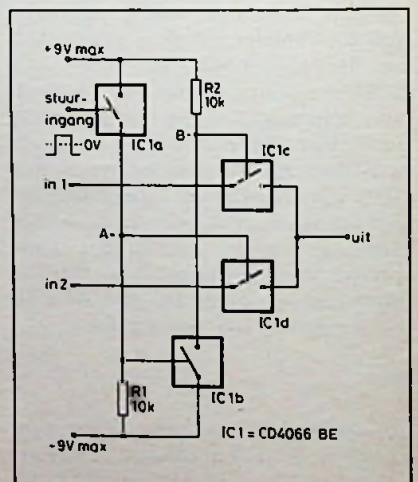 +9V max
R2
10k
stuur-
ingang
0V
IC1a
B
IC1c
in 1
A
uit
in 2
IC1d
R1
10k
IC1b
IC1 = CD4066 BE
-9V max